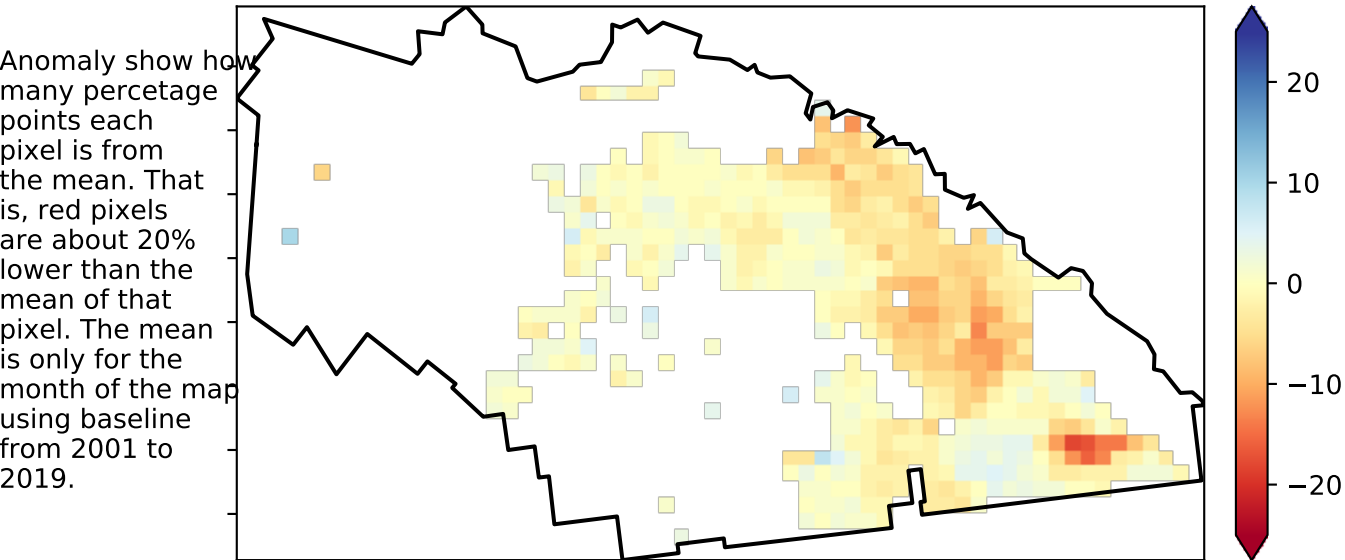 Anomaly show how
many percetage
points each
pixel is from
the mean. That
is, red pixels
are about 20%
lower than the
mean of that
pixel. The mean
is only for the
month of the map
using baseline
from 2001 to
2019.
20
10
0
−10
−20